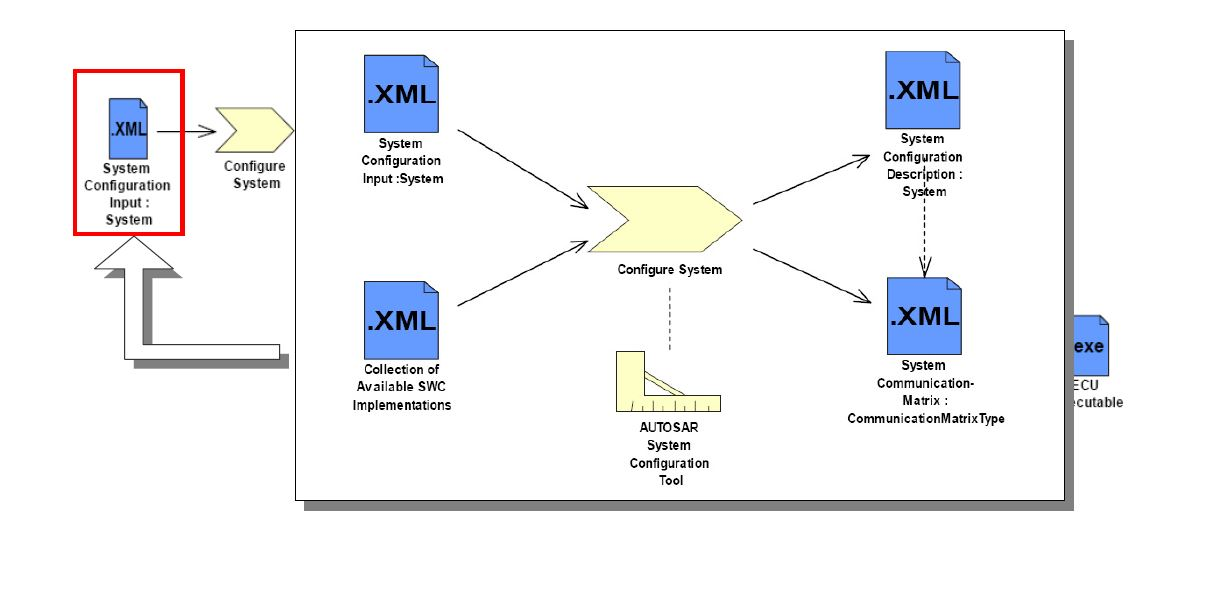 .XML
System
Configuration
Input :
System
Configure
System
.XML
System
Configuration
Input :System
.XML
Collection of
Available SWC
Implementations
Configure System
AUTOSAR
System
Configuration
Tool
.XML
System
Configuration
Description :
System
.XML
System
Communication-
Matrix :
CommunicationMatrixType
exe
ECU
ecutable